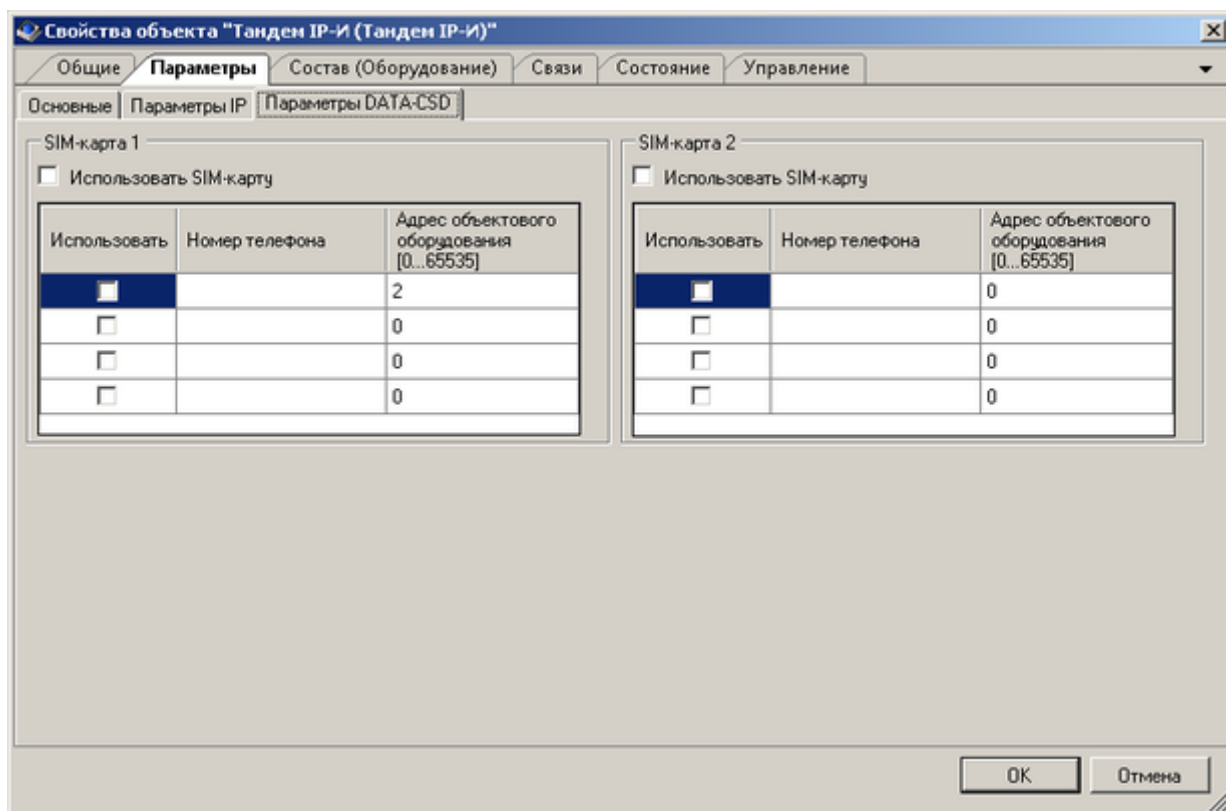 Свойства объекта "Тандем IP-И (Тандем IP-И)"
Общие Параметры Состав (Оборудование) Связи Состояние Управление
Основные Параметры IP Параметры DATA-CSD
SIM-карта 1
Использовать SIM-карту
Использовать Номер телефона Адрес объектового
оборудования
[0...65535]
2
0
0
0
SIM-карта 2
Использовать SIM-карту
Использовать Номер телефона Адрес объектового
оборудования
[0...65535]
0
0
0
0
OK Отмена